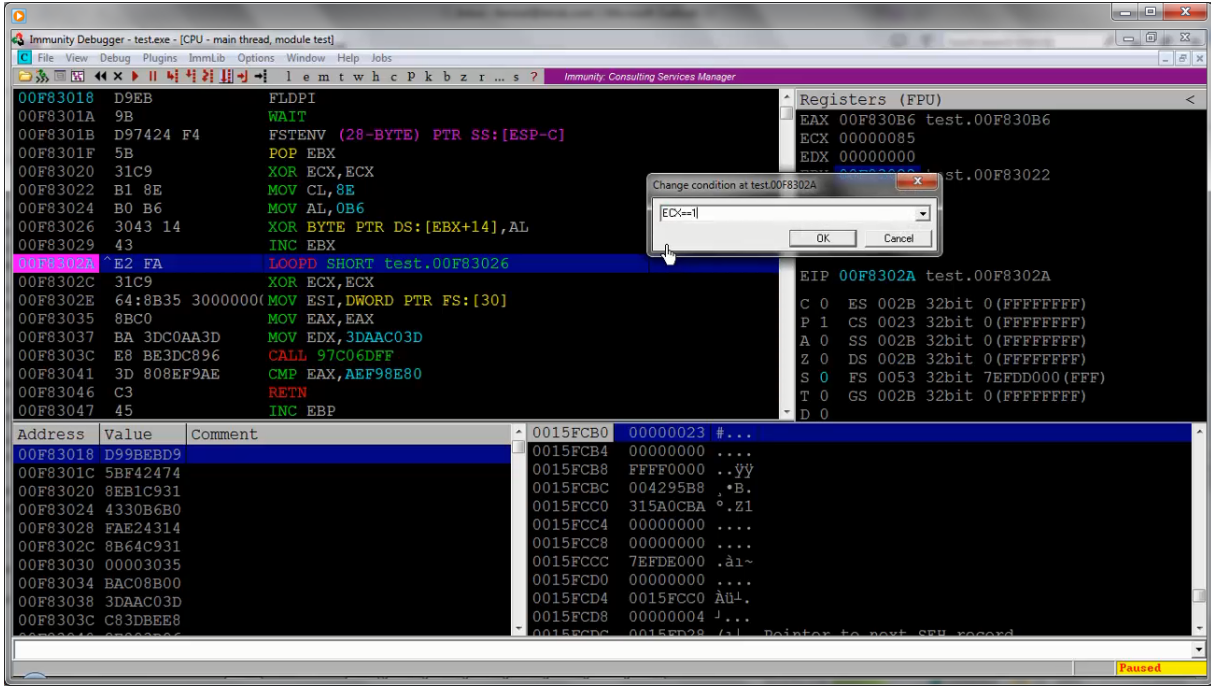 Immunity Debugger - test.exe - [CPU - main thread, module test]
C File View Debug Plugins ImmLib Options Window Help Jobs
l e m t w h c P k b z r ... s ? Immunity: Consulting Services Manager
00F83018 D9EB FLDPI
00F8301A 9B WAIT
00F8301B D97424 F4 FSTENV (28-BYTE) PTR SS:[ESP-C]
00F8301F 5B POP EBX
00F83020 31C9 XOR ECX,ECX
00F83022 B1 8E MOV CL,8E
00F83024 B0 B6 MOV AL,0B6
00F83026 3043 14 XOR BYTE PTR DS:[EBX+14],AL
00F83029 43 INC EBX
00F8302A ^E2 FA LOOPD SHORT test.00F83026
00F8302C 31C9 XOR ECX,ECX
00F8302E 64:8B35 3000000( MOV ESI,DWORD PTR FS:[30]
00F83035 8BC0 MOV EAX,EAX
00F83037 BA 3DC0AA3D MOV EDX,3DAAC03D
00F8303C E8 BE3DC896 CALL 97C06DFF
00F83041 3D 808EF9AE CMP EAX,AEF98E80
00F83046 C3 RETN
00F83047 45 INC EBP
Registers (FPU) <
EAX 00F830B6 test.00F830B6
ECX 00000085
EDX 00000000
test.00F83022
Change condition at test.00F8302A
ECX==1
OK Cancel
EIP 00F8302A test.00F8302A
C 0 ES 002B 32bit 0(FFFFFFFF)
P 1 CS 0023 32bit 0(FFFFFFFF)
A 0 SS 002B 32bit 0(FFFFFFFF)
Z 0 DS 002B 32bit 0(FFFFFFFF)
S 0 FS 0053 32bit 7EFDD000(FFF)
T 0 GS 002B 32bit 0(FFFFFFFF)
D 0
Address Value Comment
00F83018 D99BEBD9
00F8301C 5BF42474
00F83020 8EB1C931
00F83024 4330B6B0
00F83028 FAE24314
00F8302C 8B64C931
00F83030 00003035
00F83034 BAC08B00
00F83038 3DAAC03D
00F8303C C83DBEE8
0015FCB0 00000023 #...
0015FCB4 00000000 ....
0015FCB8 FFFF0000 ..ÿÿ
0015FCBC 004295B8 ¸•B.
0015FCC0 315A0CBA º.Z1
0015FCC4 00000000 ....
0015FCC8 00000000 ....
0015FCCC 7EFDE000 .àı~
0015FCD0 00000000 ....
0015FCD4 0015FCC0 Àü┴.
0015FCD8 00000004 ┘...
0015FCDC 0015FD28 Pointer to next SEH record
Paused